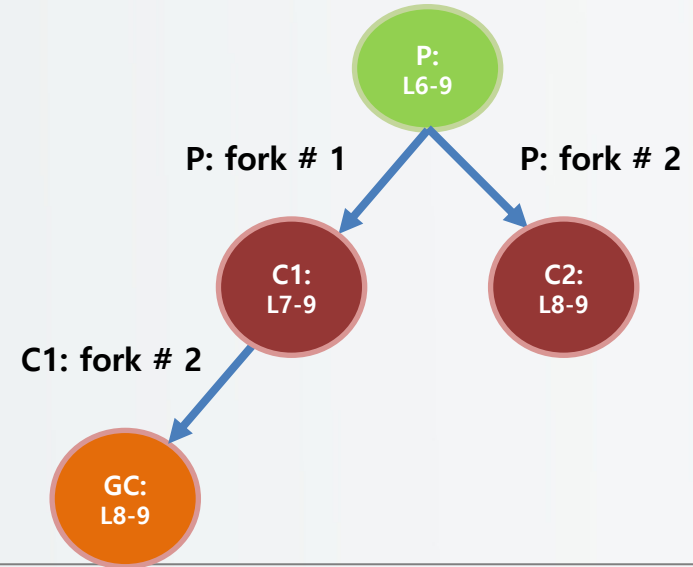 P:
L6-9
P: fork # 1
P: fork # 2
C1:
L7-9
C2:
L8-9
C1: fork # 2
GC:
L8-9